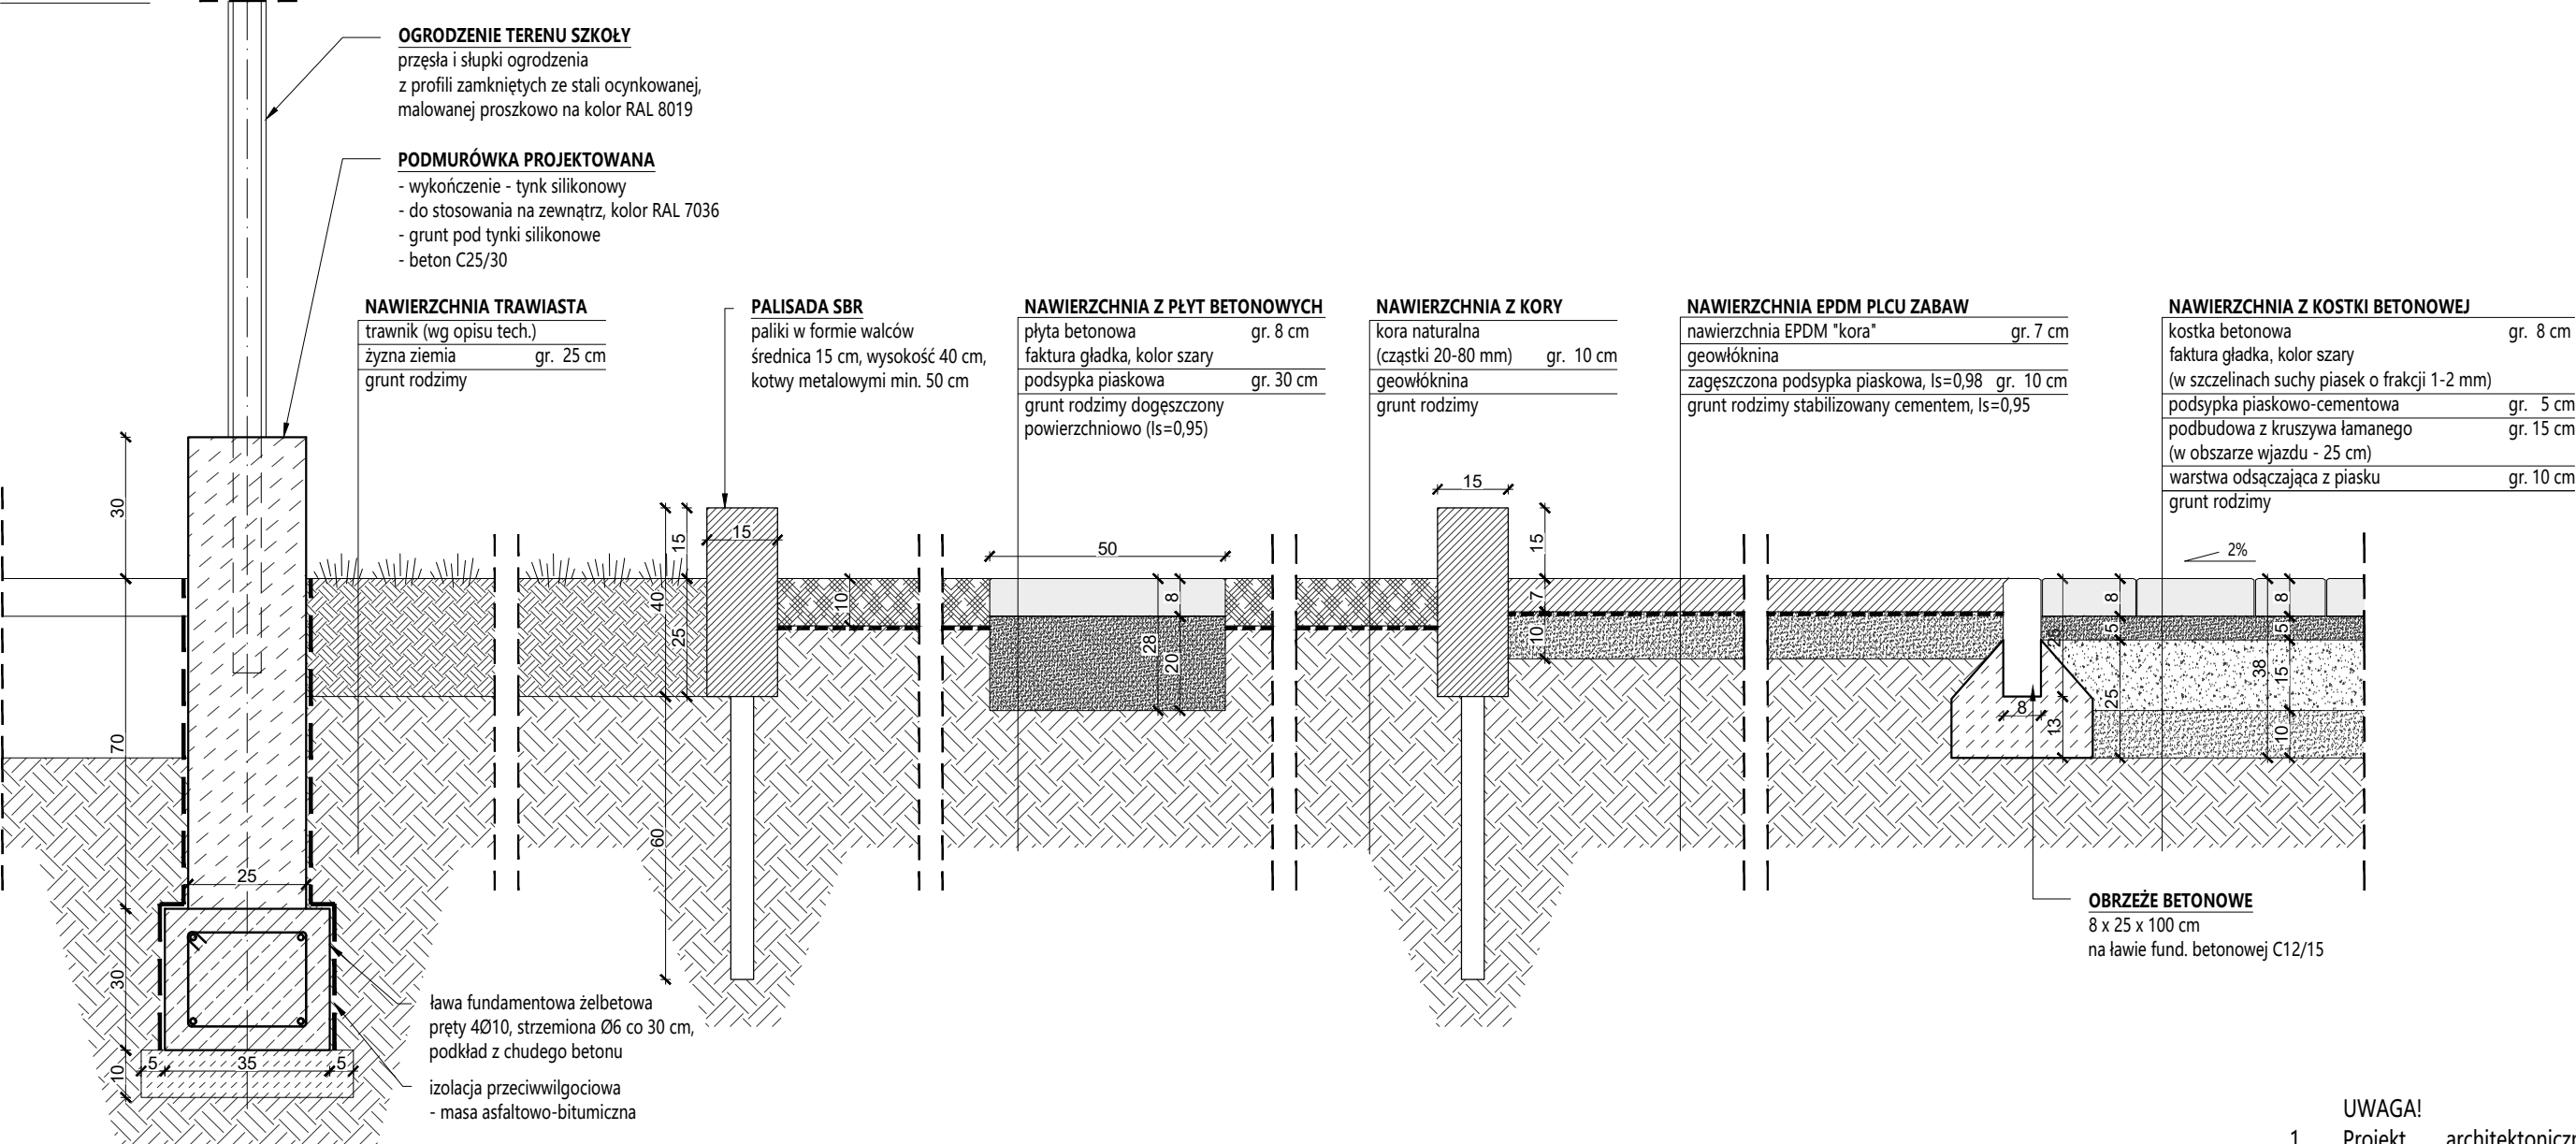 OGRODZENIE TERENU SZKOŁY
przęsła i słupki ogrodzenia
z profili zamkniętych ze stali ocynkowanej,
malowanej proszkowo na kolor RAL 8019
PODMURÓWKA PROJEKTOWANA
- wykończenie - tynk silikonowy
- do stosowania na zewnątrz, kolor RAL 7036
- grunt pod tynki silikonowe
- beton C25/30
NAWIERZCHNIA TRAWIASTA
trawnik (wg opisu tech.)
żyzna ziemia gr. 25 cm
grunt rodzimy
PALISADA SBR
paliki w formie walców
średnica 15 cm, wysokość 40 cm,
kotwy metalowymi min. 50 cm
NAWIERZCHNIA Z PŁYT BETONOWYCH
płyta betonowa gr. 8 cm
faktura gładka, kolor szary
podsypka piaskowa gr. 30 cm
grunt rodzimy dogęszczony
powierzchniowo (Is=0,95)
NAWIERZCHNIA Z KORY
kora naturalna
(cząstki 20-80 mm) gr. 10 cm
geowłóknina
grunt rodzimy
NAWIERZCHNIA EPDM PLCU ZABAW
nawierzchnia EPDM "kora" gr. 7 cm
geowłóknina
zagęszczona podsypka piaskowa, Is=0,98 gr. 10 cm
grunt rodzimy stabilizowany cementem, Is=0,95
NAWIERZCHNIA Z KOSTKI BETONOWEJ
kostka betonowa gr. 8 cm
faktura gładka, kolor szary
(w szczelinach suchy piasek o frakcji 1-2 mm)
podsypka piaskowo-cementowa gr. 5 cm
podbudowa z kruszywa łamanego gr. 15 cm
(w obszarze wjazdu - 25 cm)
warstwa odsączająca z piasku gr. 10 cm
grunt rodzimy
30
70
30
10
25
5
35
5
15
40
25
60
15
10
50
8
28
20
15
15
7
10
25
8
13
8
5
25
2%
38
8
5
15
10
OBRZEŻE BETONOWE
8 x 25 x 100 cm
na ławie fund. betonowej C12/15
ława fundamentowa żelbetowa
pręty 4Ø10, strzemiona Ø6 co 30 cm,
podkład z chudego betonu
izolacja przeciwwilgociowa
- masa asfaltowo-bitumiczna
UWAGA!
1 Projekt